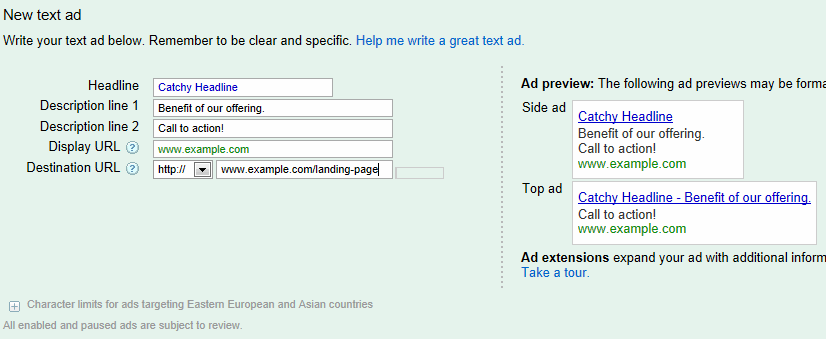 New text ad
Write your text ad below. Remember to be clear and specific. Help me write a great text ad.
Headline Catchy Headline
Description line 1 Benefit of our offering.
Description line 2 Call to action!
Display URL ? www.example.com
Destination URL ? http:// www.example.com/landing-page
Ad preview: The following ad previews may be forma
Side ad
Catchy Headline
Benefit of our offering.
Call to action!
www.example.com
Top ad
Catchy Headline - Benefit of our offering.
Call to action!
www.example.com
Ad extensions expand your ad with additional inform
Take a tour.
Character limits for ads targeting Eastern European and Asian countries
All enabled and paused ads are subject to review.